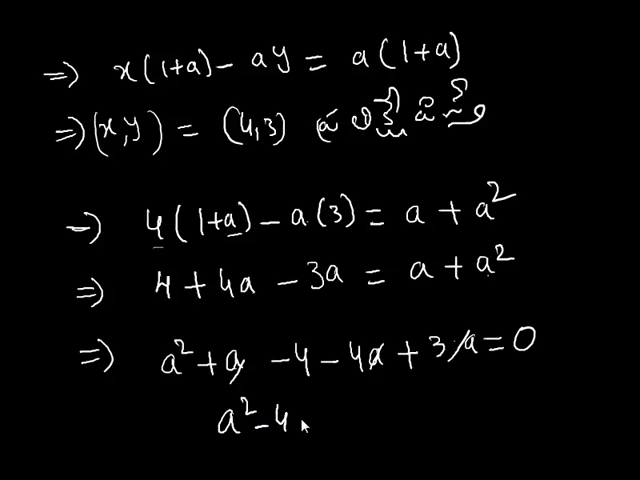 ⇒ x(1+a) - ay = a(1+a)
⇒ (x,y) = (4,3)
⇒ 4(1+a) - a(3) = a + a²
⇒ 4 + 4a - 3a = a + a²
⇒ a² + a - 4 - 4a + 3a = 0
a² - 4